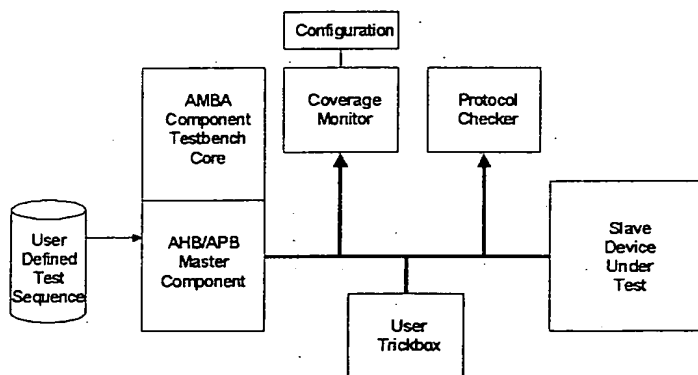 Configuration
AMBA
Component
Testbench
Core
Coverage
Monitor
Protocol
Checker
User
Defined
Test
Sequence
AHB/APB
Master
Component
Slave
Device
Under
Test
User
Trickbox